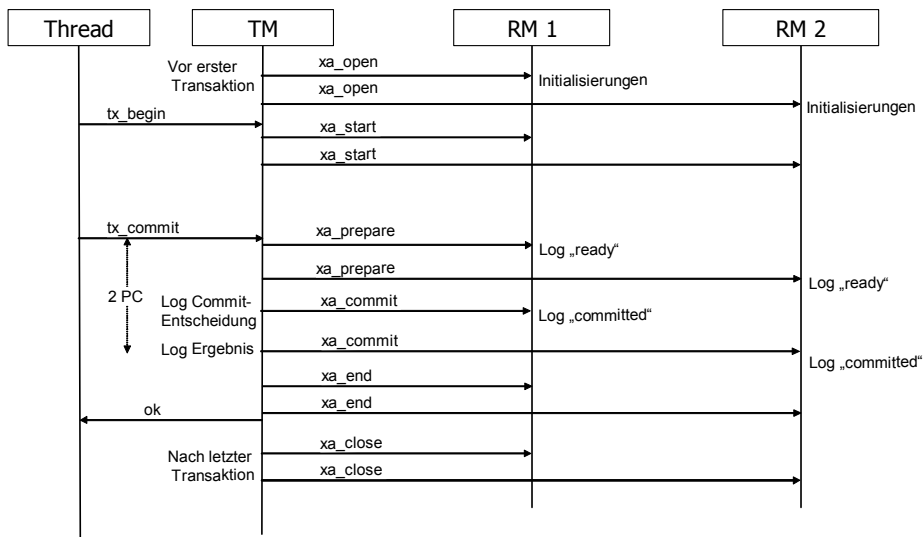 Thread
TM
RM 1
RM 2
Vor erster
Transaktion
xa_open
Initialisierungen
xa_open
Initialisierungen
tx_begin
xa_start
xa_start
tx_commit
xa_prepare
Log „ready“
xa_prepare
Log „ready“
2 PC
Log Commit-
Entscheidung
xa_commit
Log „committed“
Log Ergebnis
xa_commit
Log „committed“
xa_end
xa_end
ok
xa_close
Nach letzter
Transaktion
xa_close